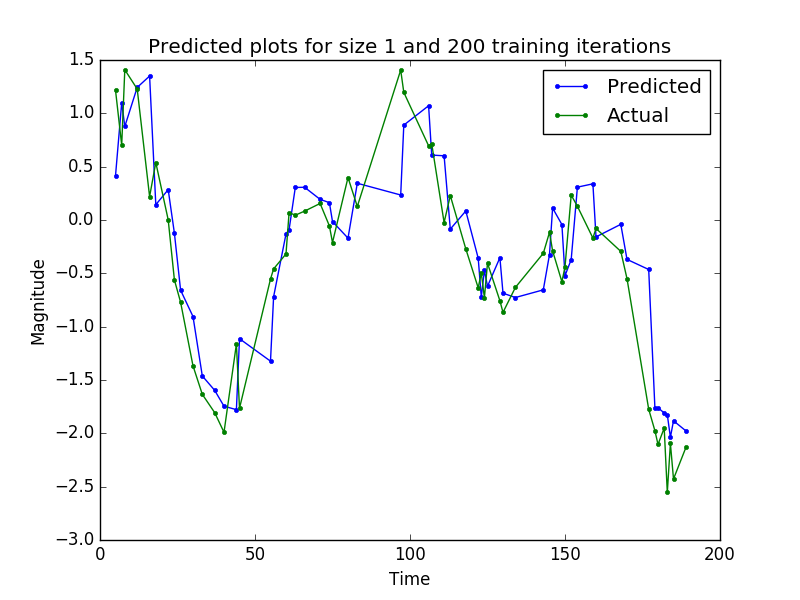 Predicted plots for size 1 and 200 training iterations
Predicted
Actual
1.5
1.0
0.5
0.0
−0.5
−1.0
−1.5
−2.0
−2.5
−3.0
Magnitude
0 50 100 150 200
Time